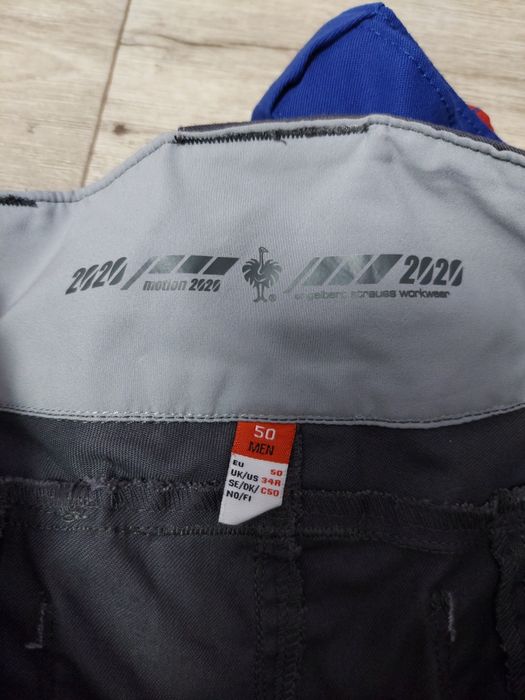 2020 motion 2020 ® 2020
engelbert strauss workwear
50
MEN
EU 50
UK/US 34R
SE/DK/ C50
NO/FI